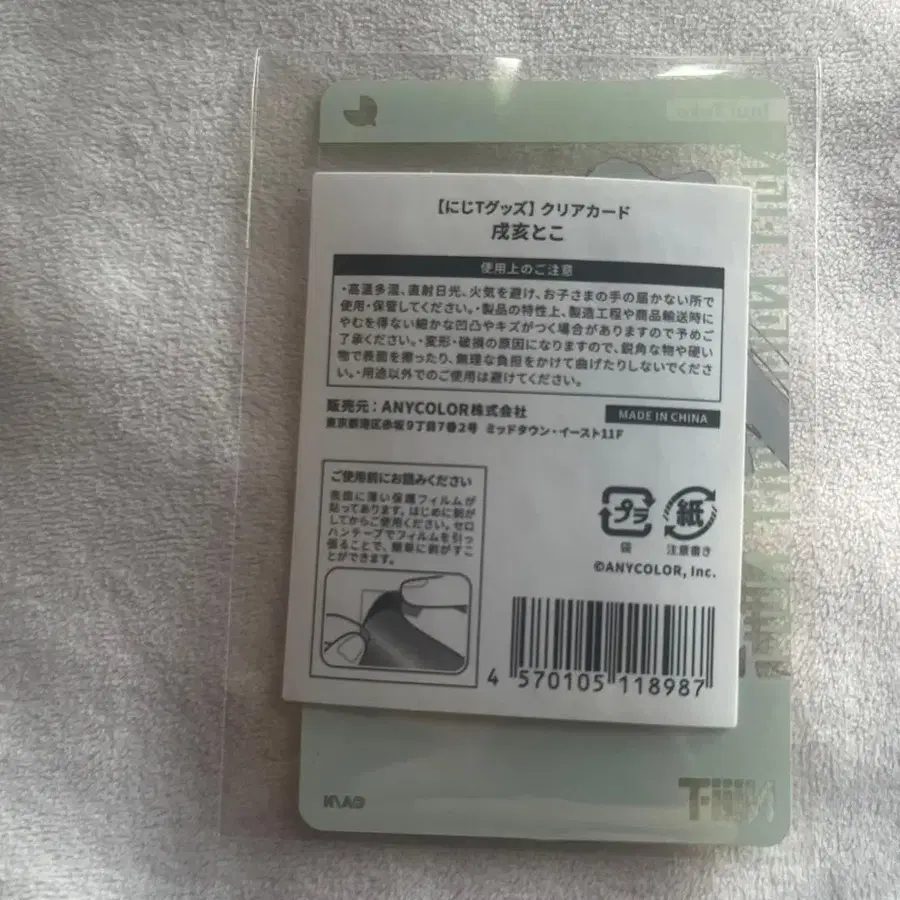 【にじTグッズ】クリアカード
戌亥とこ
使用上のご注意
・高温多湿、直射日光、火気を避け、お子さまの手の届かない所で
使用・保管してください。・製品の特性上、製造工程や商品輸送時に
やむを得ない細かな凹凸やキズがつく場合がありますので予めご
了承ください。・変形・破損の原因になりますので、鋭角な物や硬い
物で表面を擦ったり、無理な負担をかけて曲げたりしないでくださ
い。・用途以外でのご使用は避けてください。
販売元：ANYCOLOR株式会社
MADE IN CHINA
東京都港区赤坂9丁目7番2号 ミッドタウン・イースト11F
ご使用前にお読みください
表面に薄い保護フィルムが
貼ってあります。はじめに剥が
してからご使用ください。セロ
ハンテープでフィルムを引っ
張ることで、簡単に剥がすこ
とができます。
プラ
紙
袋
注意書き
©ANYCOLOR, Inc.
4 570105 118987